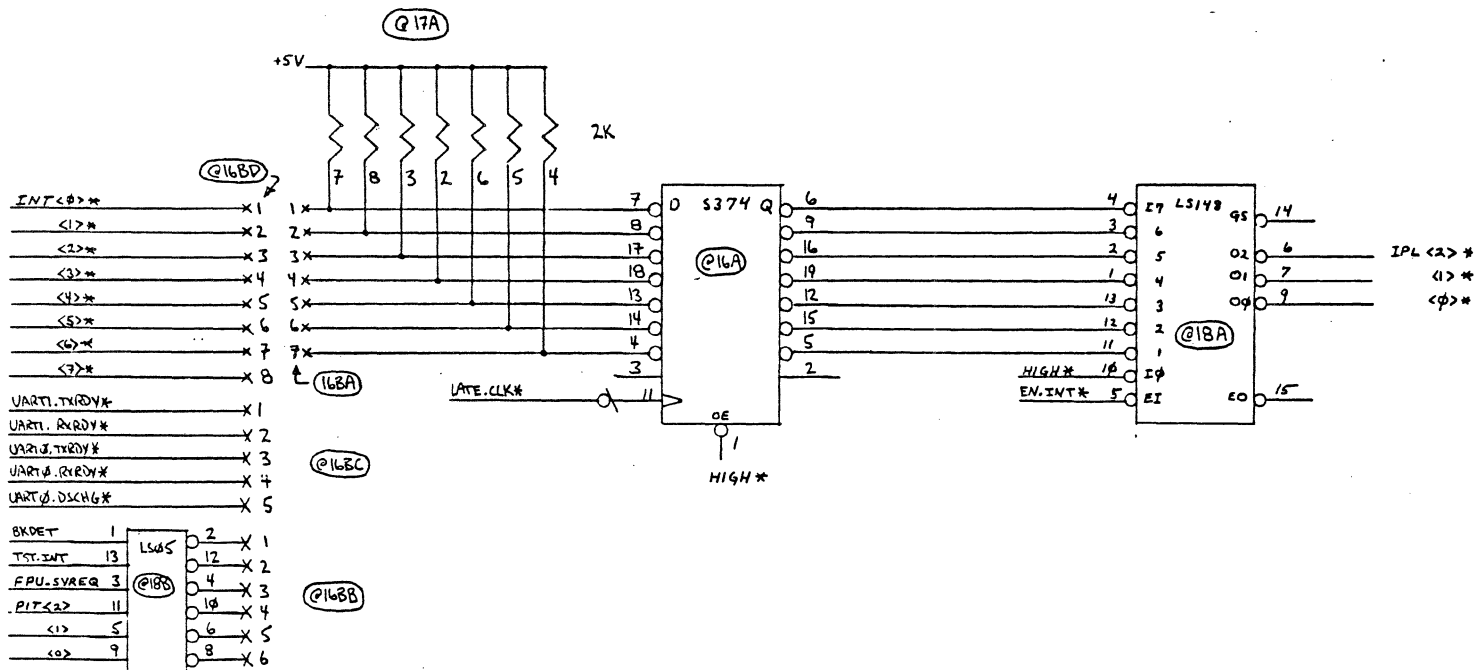 @17A
+5V
2K
@16BD
7 8 3 2 6 5 4
INT<0>* 1 1 7 D S374 Q 6 4 I7 LS148 GS 14
<1>* 2 2 8 9 3 6
<2>* 3 3 17 @16A 16 2 5 O2 6 IPL<2>*
<3>* 4 4 18 19 1 4 O1 7 <1>*
<4>* 5 5 13 12 13 3 O0 9 <0>*
<5>* 6 6 14 15 12 2 @18A
<6>* 7 7 4 5 11 1
<7>* 8 @16BA 3 2 HIGH* 10 I0
LATE.CLK* 11 EN.INT* 5 EI EO 15
OE
1
HIGH*
UART1.TXRDY* 1
UART1.RXRDY* 2
UART0.TXRDY* 3 @16BC
UART0.RXRDY* 4
UART0.DSCHG* 5
BKDET 1 LS05 2 1
TST.INT 13 12 2
FPU-SVREQ 3 @18B 4 3 @16BB
PIT<2> 11 10 4
<1> 5 6 5
<0> 9 8 6